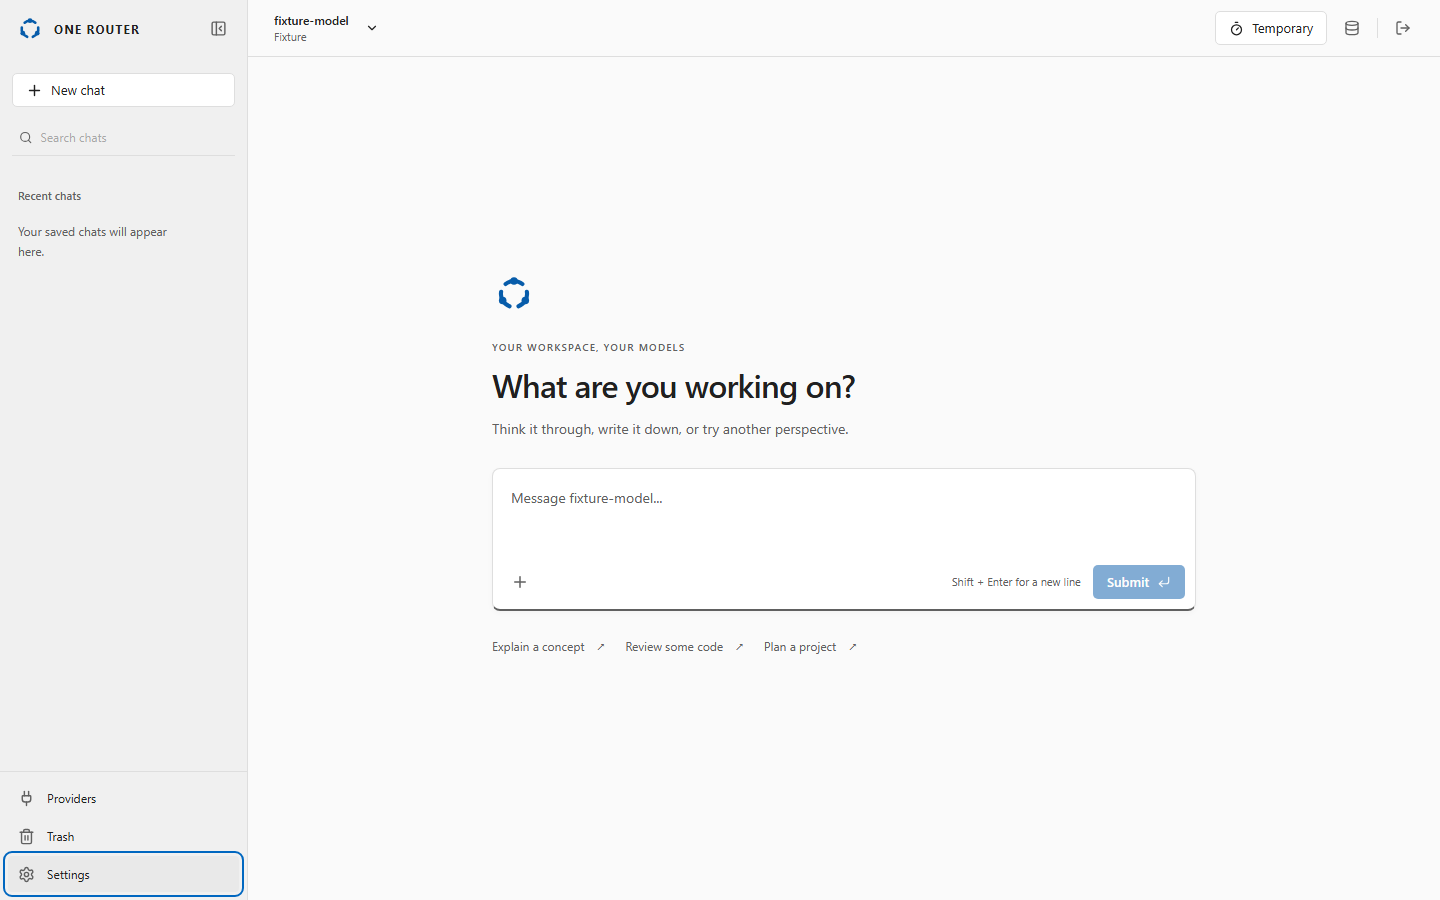 ONE ROUTER
New chat
Search chats
Recent chats
Your saved chats will appear
here.
Providers
Trash
Settings
fixture-model
Fixture
Temporary
YOUR WORKSPACE, YOUR MODELS
What are you working on?
Think it through, write it down, or try another perspective.
Message fixture-model...
Shift + Enter for a new line
Submit
Explain a concept
Review some code
Plan a project